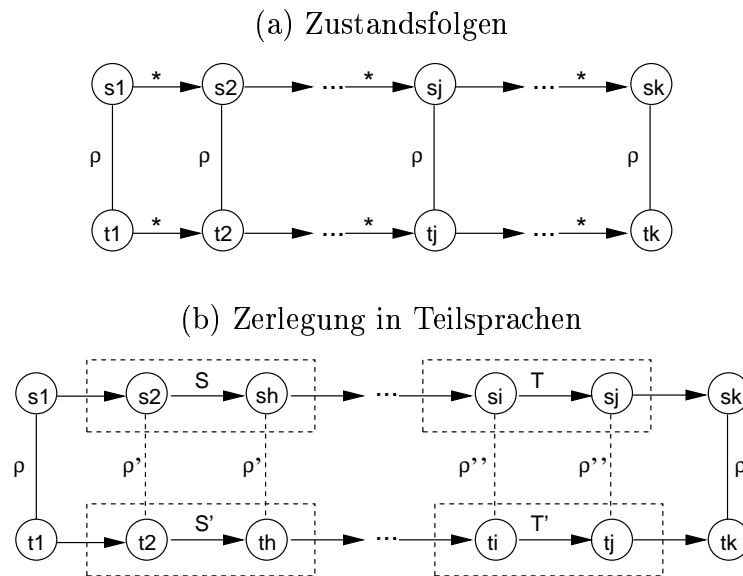 (a) Zustandsfolgen
* * *
s1 s2 ... sj ... sk
ρ ρ ρ ρ
* * *
t1 t2 ... tj ... tk
(b) Zerlegung in Teilsprachen
S T
s1 s2 sh ... si sj sk
ρ ρ’ ρ’ ρ’’ ρ’’ ρ
S’ T’
t1 t2 th ... ti tj tk